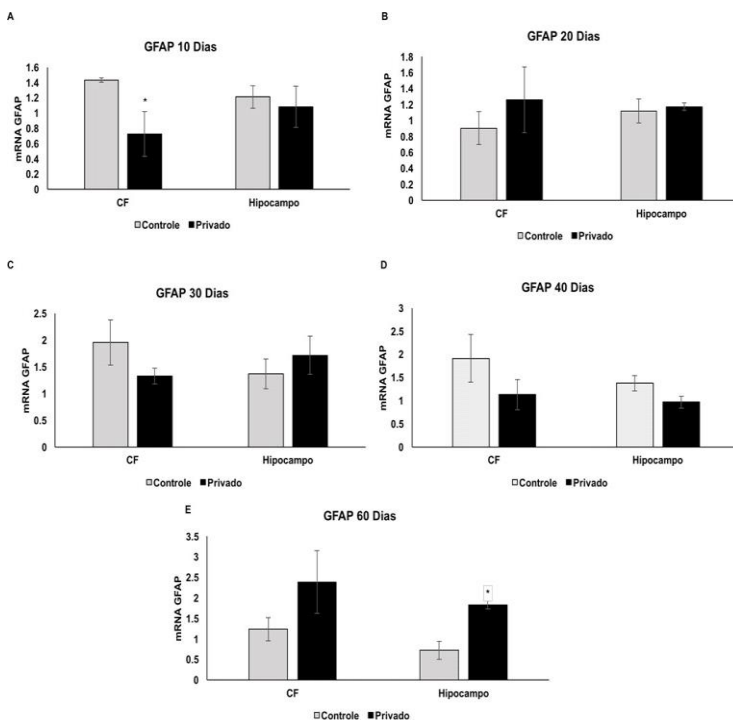 A
GFAP 10 Dias
mRNA GFAP
1.6
1.4
1.2
1
0.8
0.6
0.4
0.2
0
*
CF
Hipocampo
Controle Privado
B
GFAP 20 Dias
mRNA GFAP
1.8
1.6
1.4
1.2
1
0.8
0.6
0.4
0.2
0
CF
Hipocampo
Controle Privado
C
GFAP 30 Dias
mRNA GFAP
2.5
2
1.5
1
0.5
0
CF
Hipocampo
Controle Privado
D
GFAP 40 Dias
mRNA GFAP
3
2.5
2
1.5
1
0.5
0
CF
Hipocampo
Controle Privado
E
GFAP 60 Dias
mRNA GFAP
3.5
3
2.5
2
1.5
1
0.5
0
*
CF
Hipocampo
Controle Privado